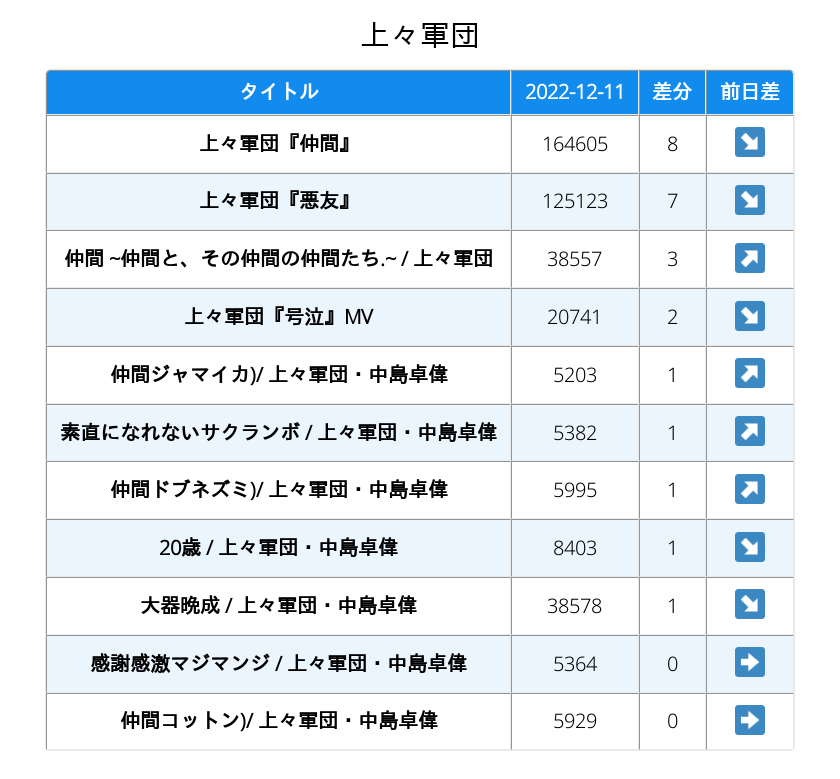 上々軍団
タイトル 2022-12-11 差分 前日差
上々軍団『仲間』 164605 8 ↘
上々軍団『悪友』 125123 7 ↘
仲間 ~仲間と、その仲間の仲間たち.~ / 上々軍団 38557 3 ↗
上々軍団『号泣』MV 20741 2 ↘
仲間ジャマイカ)/ 上々軍団・中島卓偉 5203 1 ↗
素直になれないサクランボ / 上々軍団・中島卓偉 5382 1 ↗
仲間ドブネズミ)/ 上々軍団・中島卓偉 5995 1 ↗
20歳 / 上々軍団・中島卓偉 8403 1 ↘
大器晩成 / 上々軍団・中島卓偉 38578 1 ↘
感謝感激マジマンジ / 上々軍団・中島卓偉 5364 0 →
仲間コットン)/ 上々軍団・中島卓偉 5929 0 →